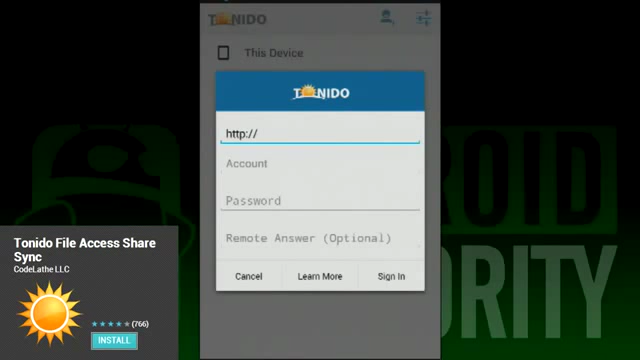 TONIDO
This Device
TONIDO
http://
Account
Password
Remote Answer (Optional)
Cancel
Learn More
Sign In
Tonido File Access Share
Sync
CodeLathe LLC
(766)
INSTALL
ROID
ORITY